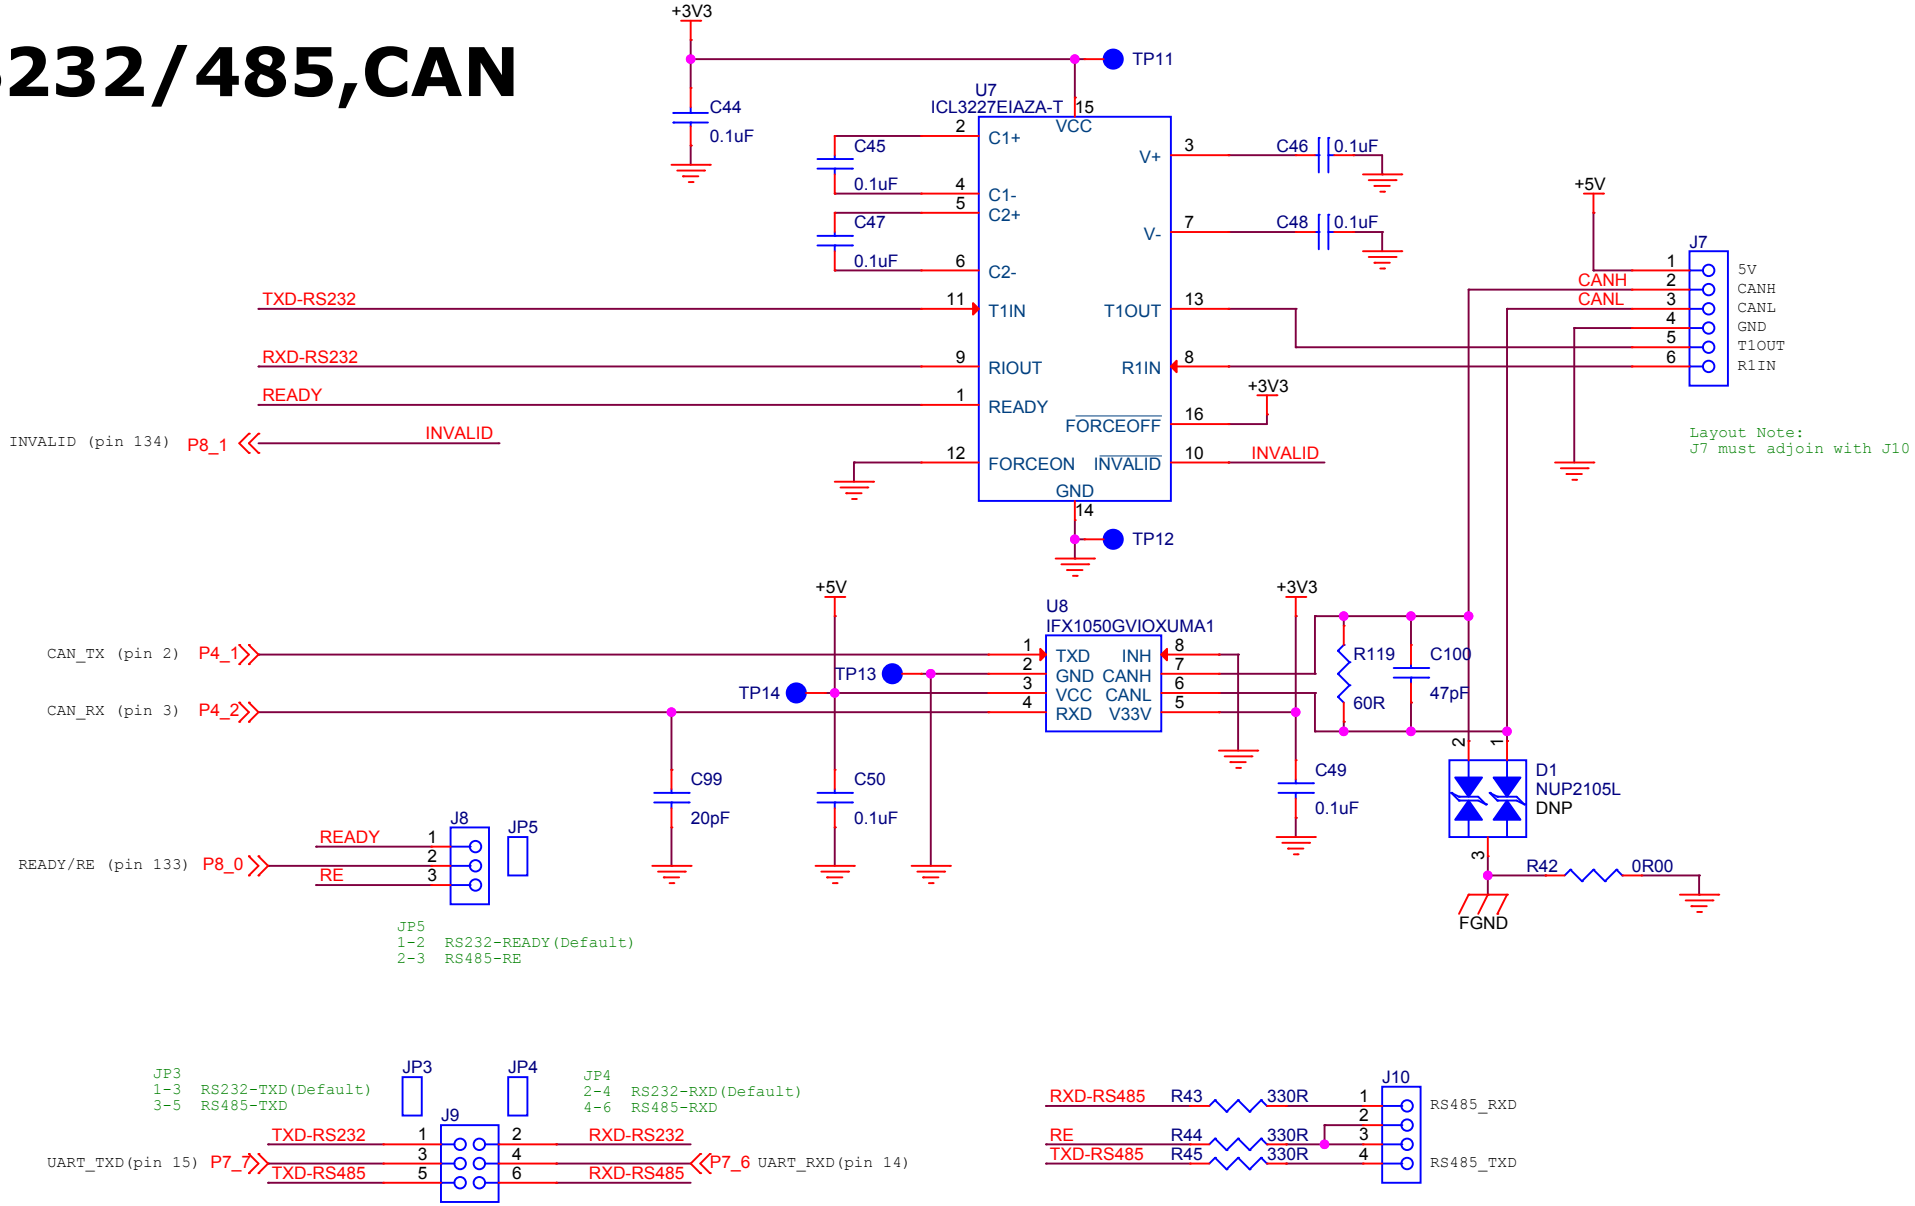 232/485,CAN
+3V3
TP11
C44
0.1uF
U7
ICL3227EIAZA-T
15
VCC
2
C1+
C45
0.1uF
4
C1-
5
C2+
C47
0.1uF
6
C2-
3
V+
C46
0.1uF
7
V-
C48
0.1uF
TXD-RS232
11
T1IN
13
T1OUT
RXD-RS232
9
RIOUT
8
R1IN
READY
1
READY
+3V3
16
FORCEOFF
INVALID (pin 134)
P8_1
INVALID
12
FORCEON
INVALID
10
INVALID
GND
14
TP12
+5V
J7
1
5V
CANH
2
CANH
CANL
3
CANL
4
GND
5
T1OUT
6
R1IN
Layout Note:
J7 must adjoin with J10
+5V
U8
IFX1050GVIOXUMA1
+3V3
CAN_TX (pin 2)
P4_1
1
TXD
INH
8
TP13
2
GND
CANH
7
TP14
3
VCC
CANL
6
CAN_RX (pin 3)
P4_2
4
RXD
V33V
5
R119
60R
C100
47pF
C99
20pF
C50
0.1uF
C49
0.1uF
2
1
D1
NUP2105L
DNP
3
R42
0R00
FGND
J8
JP5
READY
1
READY/RE (pin 133)
P8_0
2
RE
3
JP5
1-2 RS232-READY(Default)
2-3 RS485-RE
JP3
1-3 RS232-TXD(Default)
3-5 RS485-TXD
JP3
JP4
JP4
2-4 RS232-RXD(Default)
4-6 RS485-RXD
J9
TXD-RS232
1
2
RXD-RS232
UART_TXD(pin 15)
P7_7
3
4
P7_6
UART_RXD(pin 14)
TXD-RS485
5
6
RXD-RS485
J10
RXD-RS485
R43
330R
1
RS485_RXD
2
RE
R44
330R
3
TXD-RS485
R45
330R
4
RS485_TXD